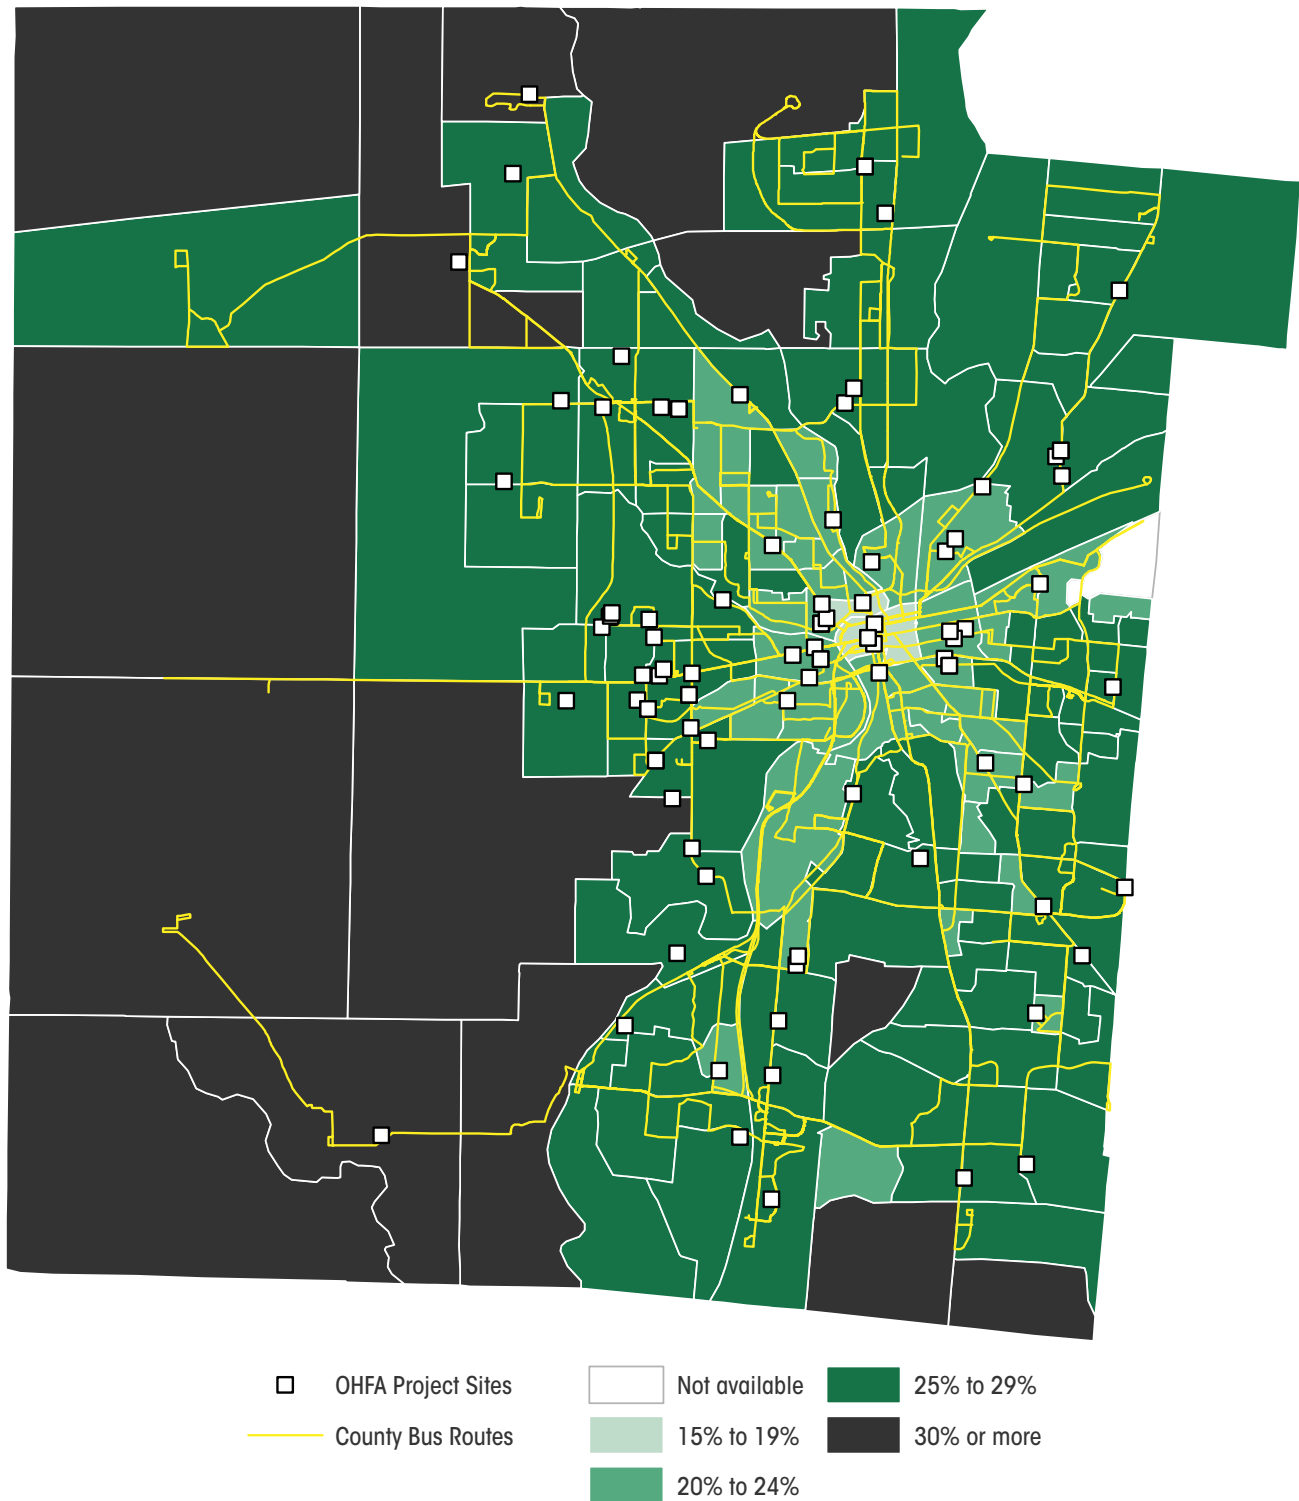 OHFA Project Sites
Not available
25% to 29%
County Bus Routes
15% to 19%
30% or more
20% to 24%